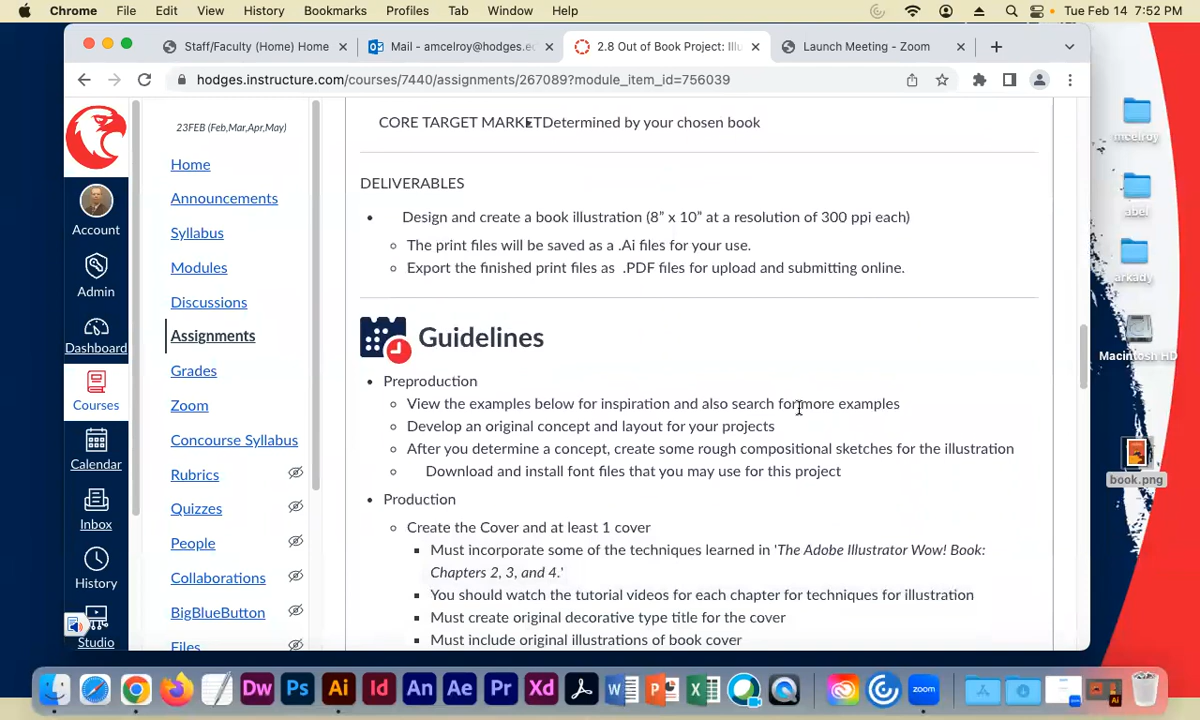 Chrome File Edit View History Bookmarks Profiles Tab Window Help Tue Feb 14 7:52 PM
Staff/Faculty (Home) Home
Mail - amcelroy@hodges.ec
2.8 Out of Book Project: Illu
Launch Meeting - Zoom
hodges.instructure.com/courses/7440/assignments/267089?module_item_id=756039
Account
Admin
Dashboard
Courses
Calendar
Inbox
History
Studio
23FEB (Feb,Mar,Apr,May)
Home
Announcements
Syllabus
Modules
Discussions
Assignments
Grades
Zoom
Concourse Syllabus
Rubrics
Quizzes
People
Collaborations
BigBlueButton
Files
CORE TARGET MARKETDetermined by your chosen book
DELIVERABLES
• Design and create a book illustration (8” x 10” at a resolution of 300 ppi each)
The print files will be saved as a .Ai files for your use.
Export the finished print files as .PDF files for upload and submitting online.
Guidelines
• Preproduction
View the examples below for inspiration and also search for more examples
Develop an original concept and layout for your projects
After you determine a concept, create some rough compositional sketches for the illustration
Download and install font files that you may use for this project
• Production
Create the Cover and at least 1 cover
Must incorporate some of the techniques learned in 'The Adobe Illustrator Wow! Book:
Chapters 2, 3, and 4.'
You should watch the tutorial videos for each chapter for techniques for illustration
Must create original decorative type title for the cover
Must include original illustrations of book cover
mcelroy
abel
arkady
Macintosh HD
book.png
Dw Ps Ai Id An Ae Pr Xd W P X zoom